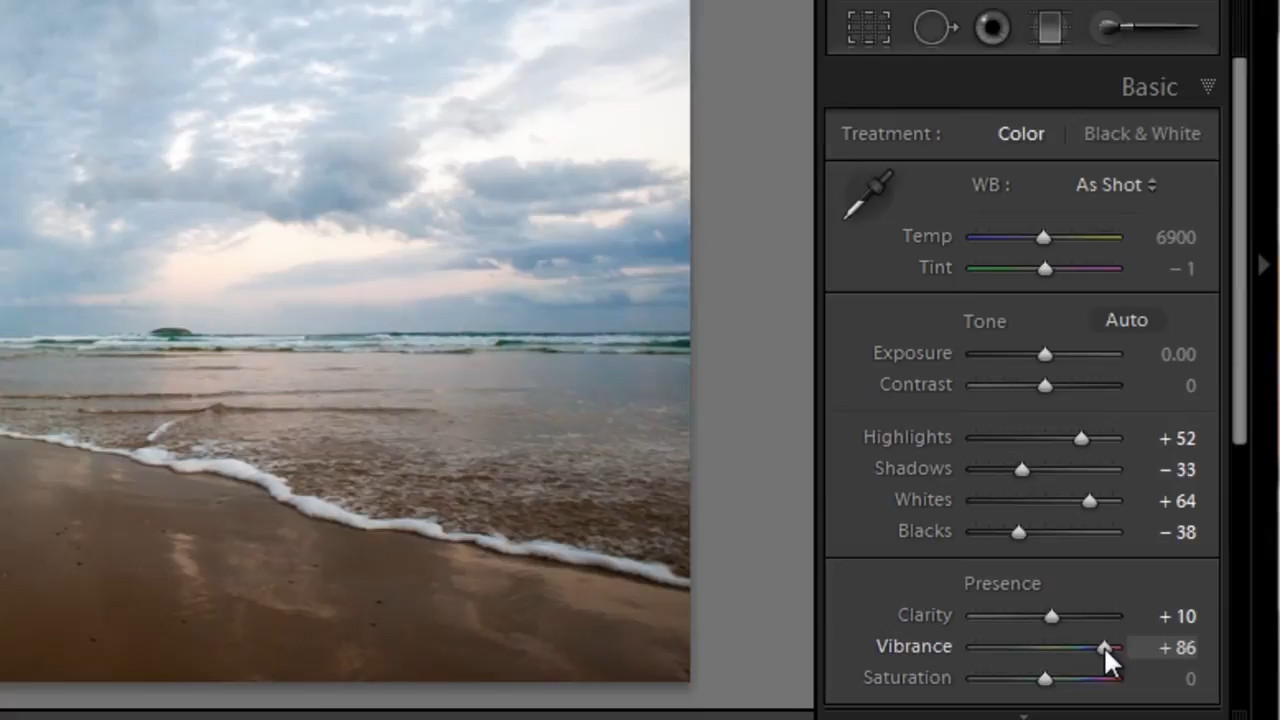 Basic
Treatment : Color Black & White
WB : As Shot
Temp 6900
Tint − 1
Tone Auto
Exposure 0.00
Contrast 0
Highlights + 52
Shadows − 33
Whites + 64
Blacks − 38
Presence
Clarity + 10
Vibrance + 86
Saturation 0